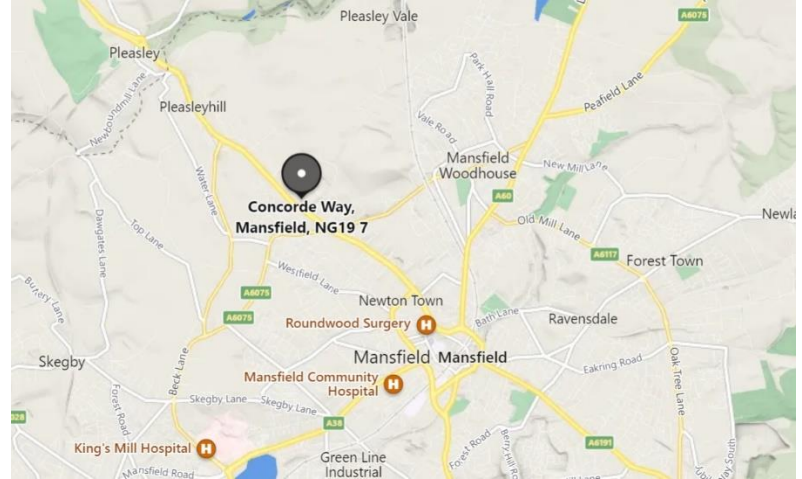 Pleasley Vale
A6075
Pleasley
Newboundmill Lane
Pleasleyhill
Park Hall Road
Peafield Lane
Vale Road
Mansfield
Woodhouse
New Mill Lane
Water Lane
Concorde Way,
Mansfield, NG19 7
A60
Dawgates Lane
Top Lane
Old Mill Lane
Newla
A6117
Forest Town
Westfield Lane
A6075
A6075
Newton Town
Bath Lane
Ravensdale
Roundwood Surgery
H
Skegby
Mansfield
Mansfield
Eakring Road
Beck Lane
Mansfield Community
Hospital
H
Oak Tree Lane
Skegby Lane
Skegby Lane
Forest Road
028
A38
A6191
King's Mill Hospital
H
Forest Road
Berry Hill Ro
Green Line
Industrial
Mansfield Road